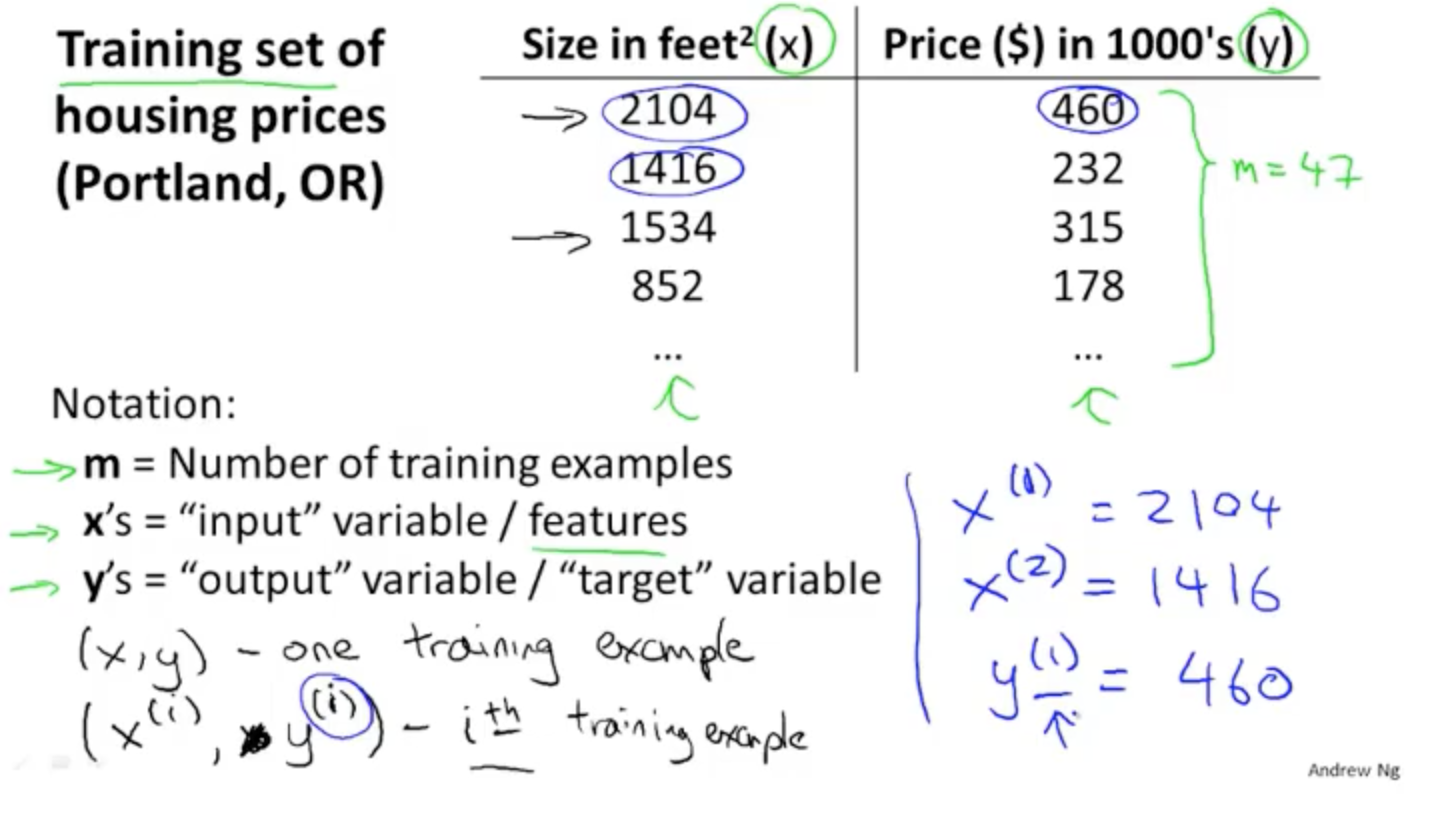 Training set of
housing prices
(Portland, OR)
Size in feet² (x) Price ($) in 1000's (y)
2104 460
1416 232
1534 315
852 178
... ...
m = 47
Notation:
m = Number of training examples
x's = “input” variable / features
y's = “output” variable / “target” variable
(x, y) - one training example
(x^(i), y^(i)) - i^th training example
x^(1) = 2104
x^(2) = 1416
y^(1) = 460
Andrew Ng